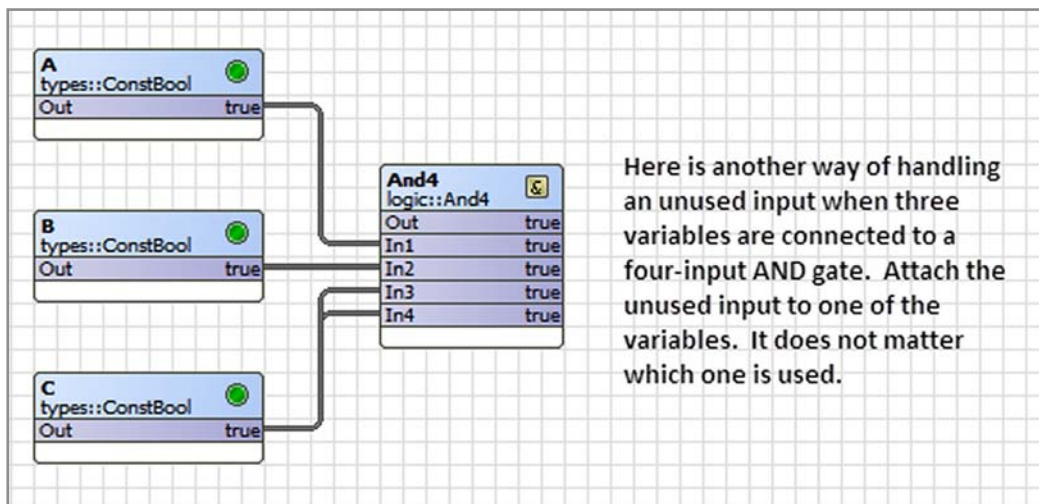 A
types::ConstBool
Out true
B
types::ConstBool
Out true
C
types::ConstBool
Out true
And4
&
logic::And4
Out true
In1 true
In2 true
In3 true
In4 true
Here is another way of handling
an unused input when three
variables are connected to a
four-input AND gate.  Attach the
unused input to one of the
variables.  It does not matter
which one is used.